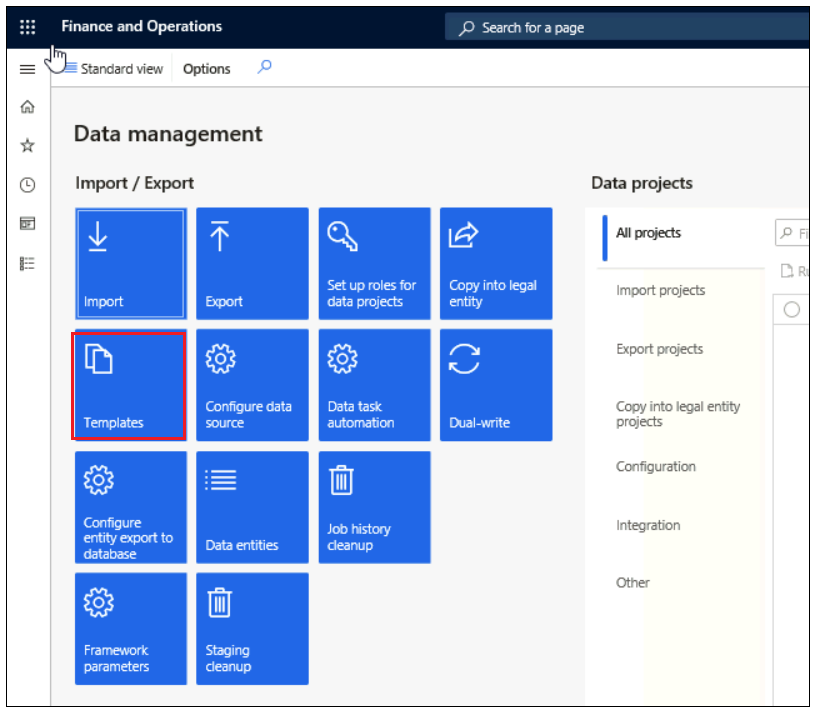 Finance and Operations
Search for a page
Standard view
Options
Data management
Import / Export
Import
Export
Set up roles for
data projects
Copy into legal
entity
Templates
Configure data
source
Data task
automation
Dual-write
Configure
entity export to
database
Data entities
Job history
cleanup
Framework
parameters
Staging
cleanup
Data projects
All projects
Import projects
Export projects
Copy into legal entity
projects
Configuration
Integration
Other